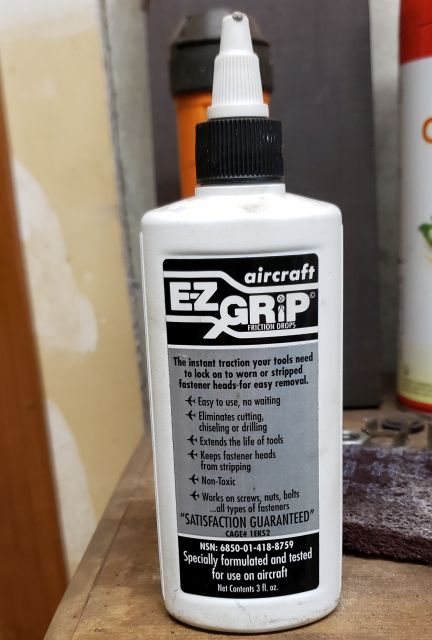 aircraft
E-Z
GRIP©
FRICTION DROPS
The instant traction your tools need
to lock on to worn or stripped
fastener heads-for easy removal.
Easy to use, no waiting
Eliminates cutting,
chiseling or drilling
Extends the life of tools
Keeps fastener heads
from stripping
Non-Toxic
Works on screws, nuts, bolts
...all types of fasteners
"SATISFACTION GUARANTEED"
CAGE# 1EKS2
NSN: 6850-01-418-8759
Specially formulated and tested
for use on aircraft
Net Contents 3 fl. oz.